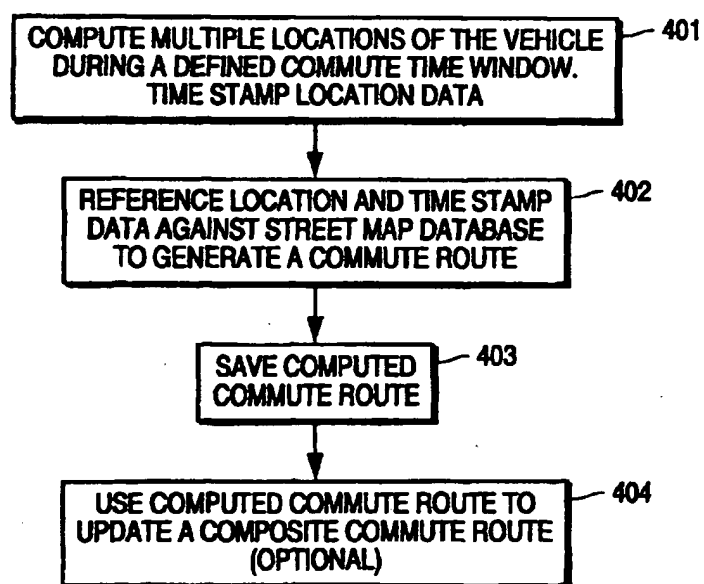 COMPUTE MULTIPLE LOCATIONS OF THE VEHICLE
DURING A DEFINED COMMUTE TIME WINDOW.
TIME STAMP LOCATION DATA
401
REFERENCE LOCATION AND TIME STAMP
DATA AGAINST STREET MAP DATABASE
TO GENERATE A COMMUTE ROUTE
402
SAVE COMPUTED
COMMUTE ROUTE
403
USE COMPUTED COMMUTE ROUTE TO
UPDATE A COMPOSITE COMMUTE ROUTE
(OPTIONAL)
404